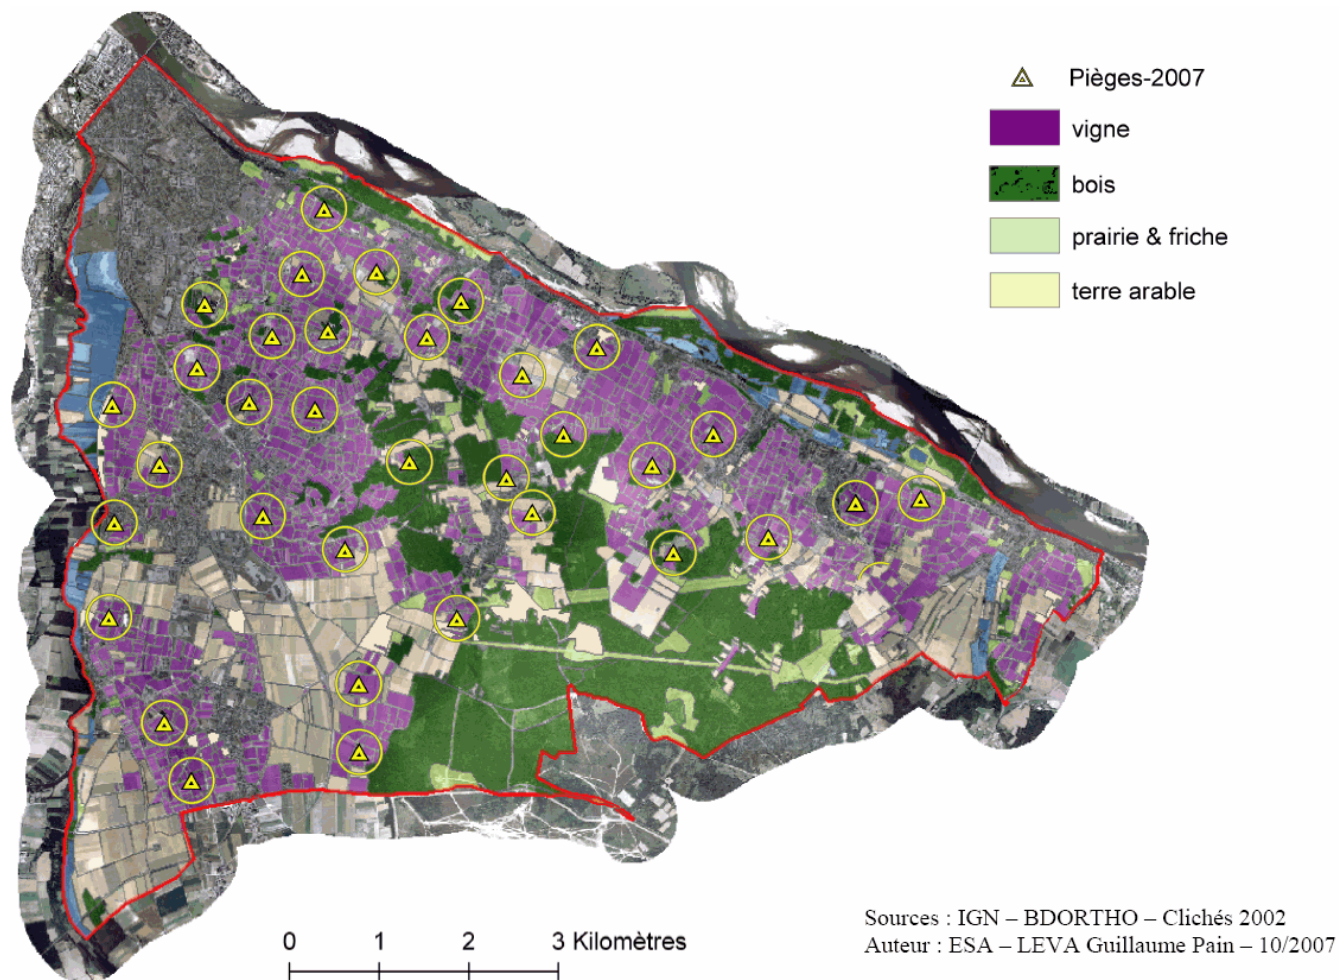 Pièges-2007
vigne
bois
prairie & friche
terre arable
0 1 2 3 Kilomètres
Sources : IGN – BDORTHO – Clichés 2002
Auteur : ESA – LEVA Guillaume Pain – 10/2007